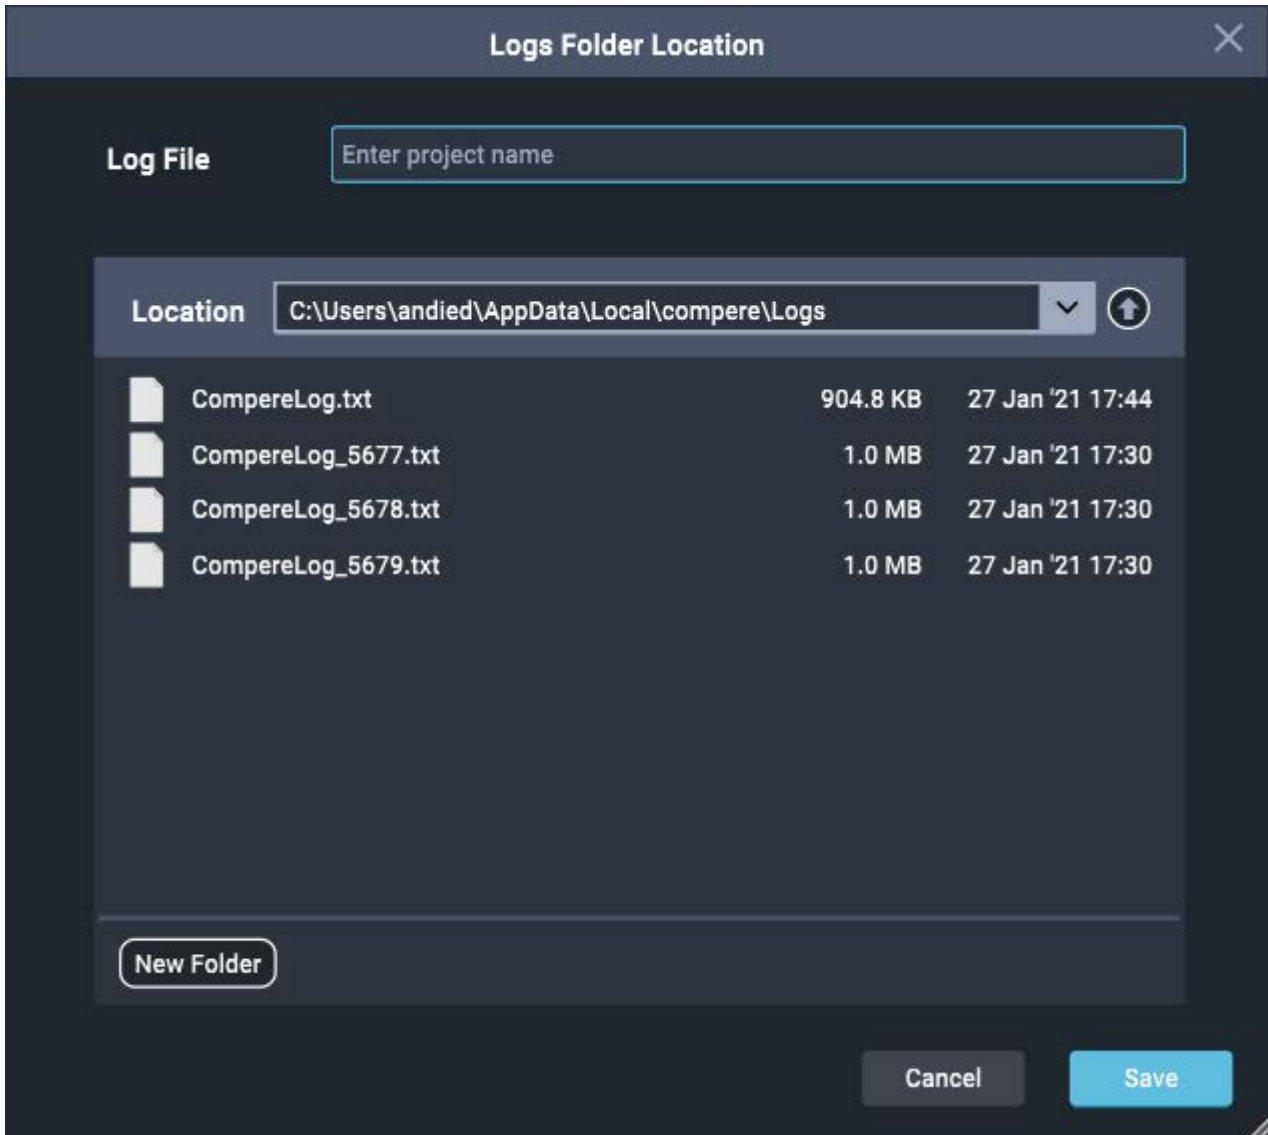 Logs Folder Location
Log File
Enter project name
Location C:\Users\andied\AppData\Local\compere\Logs
CompereLog.txt 904.8 KB 27 Jan '21 17:44
CompereLog_5677.txt 1.0 MB 27 Jan '21 17:30
CompereLog_5678.txt 1.0 MB 27 Jan '21 17:30
CompereLog_5679.txt 1.0 MB 27 Jan '21 17:30
New Folder
Cancel Save